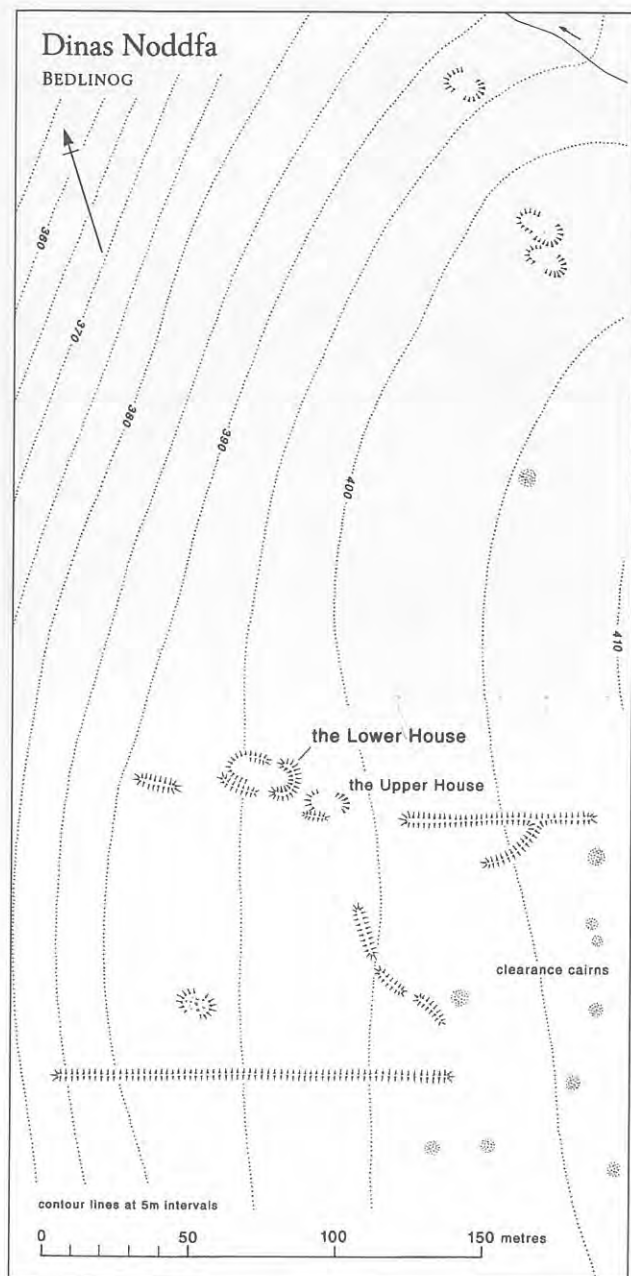 Dinas Noddfa
BEDLINOG
360
370
380
390
400
410
the Lower House
the Upper House
clearance cairns
contour lines at 5m intervals
0 50 100 150 metres